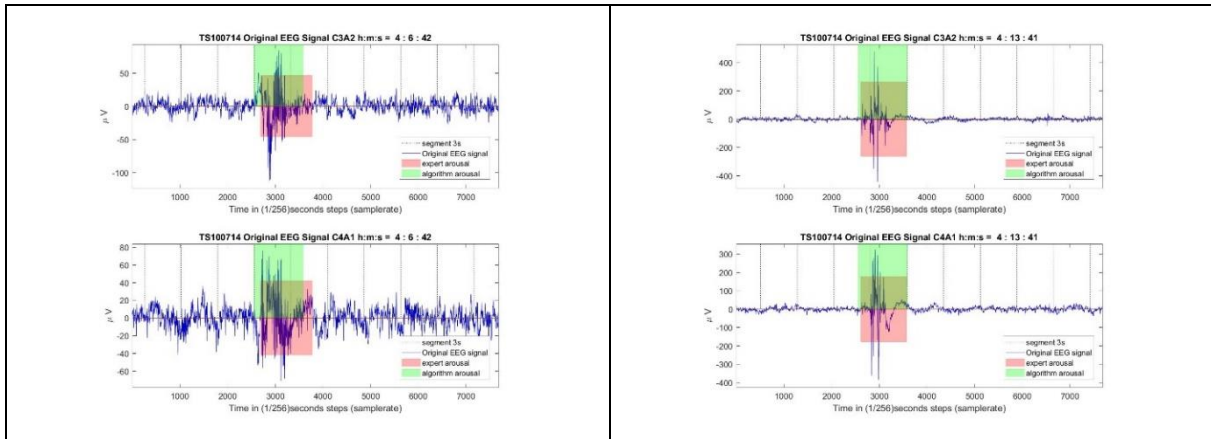 TS100714 Original EEG Signal C3A2 h:m:s = 4 : 6 : 42
50
0
-50
-100
μ V
segment 3s
Original EEG signal
expert arousal
algorithm arousal
1000 2000 3000 4000 5000 6000 7000
Time in (1/256)seconds steps (samplerate)
TS100714 Original EEG Signal C4A1 h:m:s = 4 : 6 : 42
80
60
40
20
0
-20
-40
-60
μ V
segment 3s
Original EEG signal
expert arousal
algorithm arousal
1000 2000 3000 4000 5000 6000 7000
Time in (1/256)seconds steps (samplerate)
TS100714 Original EEG Signal C3A2 h:m:s = 4 : 13 : 41
400
200
0
-200
-400
μ V
segment 3s
Original EEG signal
expert arousal
algorithm arousal
1000 2000 3000 4000 5000 6000 7000
Time in (1/256)seconds steps (samplerate)
TS100714 Original EEG Signal C4A1 h:m:s = 4 : 13 : 41
300
200
100
0
-100
-200
-300
-400
μ V
segment 3s
Original EEG signal
expert arousal
algorithm arousal
1000 2000 3000 4000 5000 6000 7000
Time in (1/256)seconds steps (samplerate)